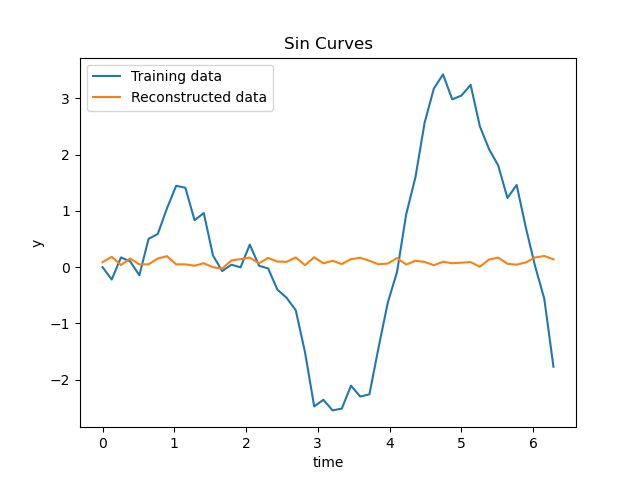 Sin Curves
Training data
Reconstructed data
3
2
1
0
−1
−2
y
0 1 2 3 4 5 6
time